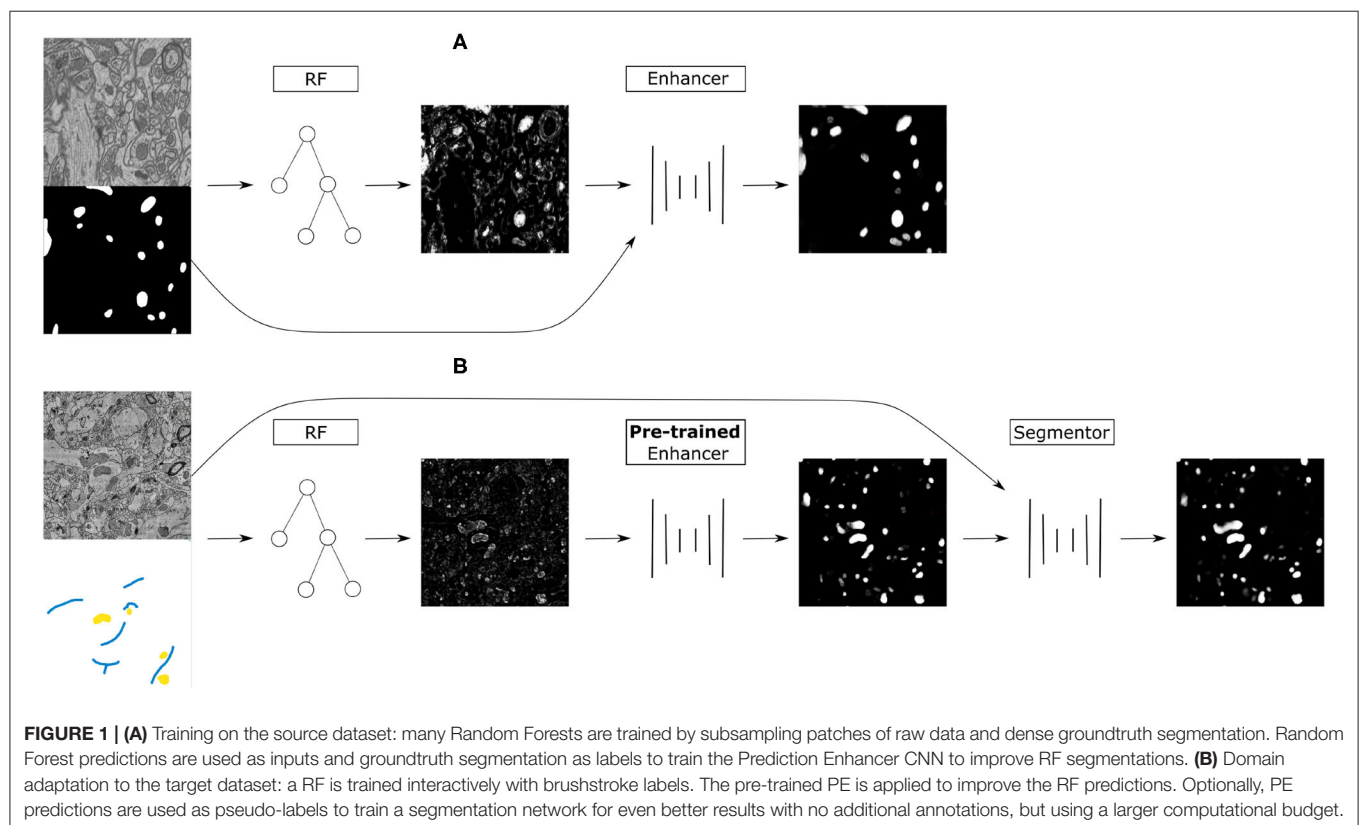 A
RF
Enhancer
B
RF
Pre-trained
Enhancer
Segmentor
FIGURE 1 | (A) Training on the source dataset: many Random Forests are trained by subsampling patches of raw data and dense groundtruth segmentation. Random
Forest predictions are used as inputs and groundtruth segmentation as labels to train the Prediction Enhancer CNN to improve RF segmentations. (B) Domain
adaptation to the target dataset: a RF is trained interactively with brushstroke labels. The pre-trained PE is applied to improve the RF predictions. Optionally, PE
predictions are used as pseudo-labels to train a segmentation network for even better results with no additional annotations, but using a larger computational budget.